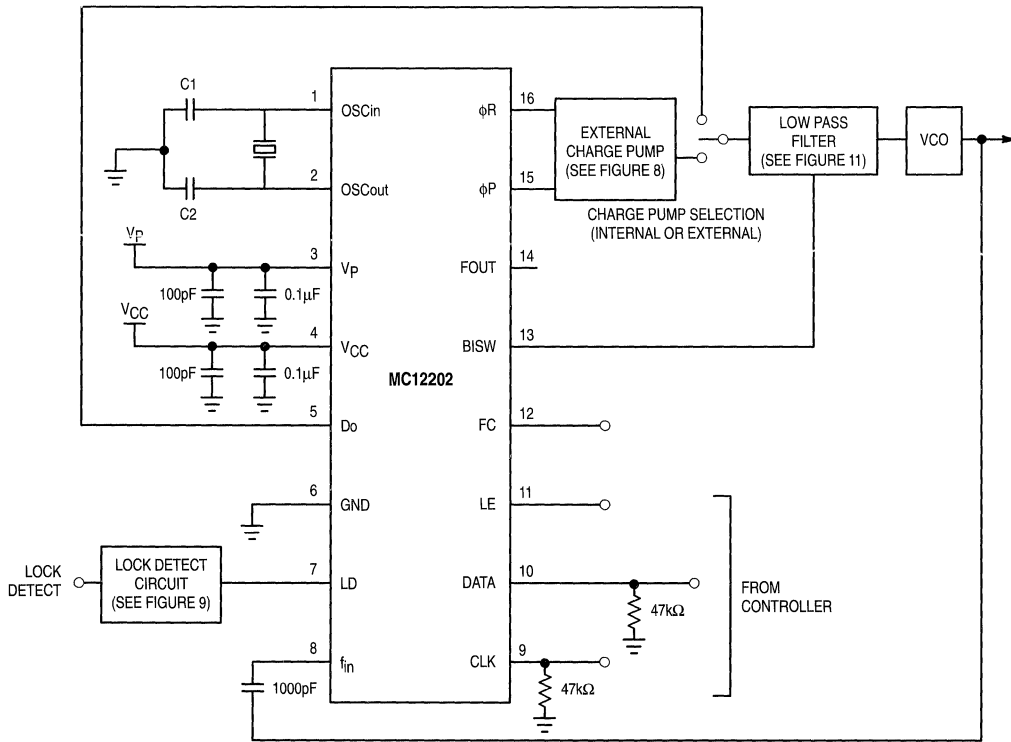 C1
C2
1
OSCin
2
OSCout
VP
3
VP
100pF
0.1µF
VCC
4
VCC
100pF
0.1µF
5
Do
6
GND
LOCK
DETECT
LOCK DETECT
CIRCUIT
(SEE FIGURE 9)
7
LD
8
fin
1000pF
MC12202
16
φR
15
φP
EXTERNAL
CHARGE PUMP
(SEE FIGURE 8)
CHARGE PUMP SELECTION
(INTERNAL OR EXTERNAL)
LOW PASS
FILTER
(SEE FIGURE 11)
VCO
14
FOUT
13
BISW
12
FC
11
LE
10
DATA
47kΩ
9
CLK
47kΩ
FROM
CONTROLLER